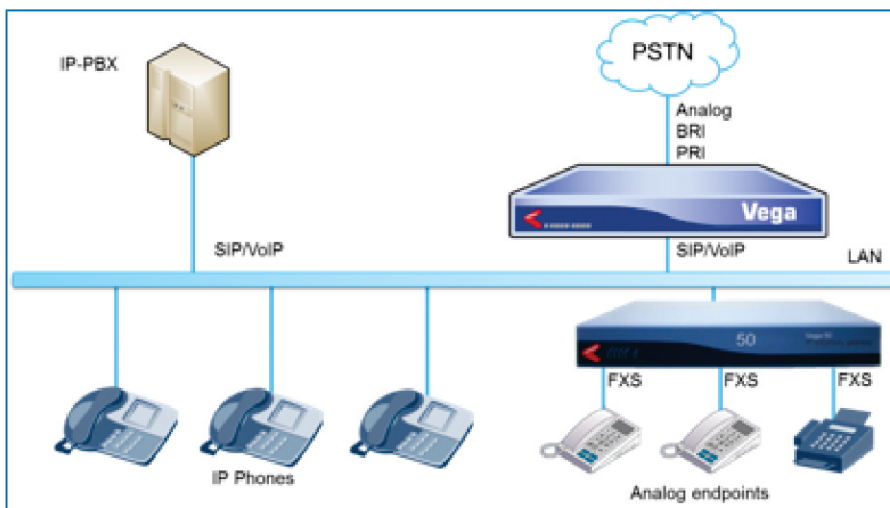 IP-PBX
PSTN
Analog
BRI
PRI
Vega
SIP/VoIP
SIP/VoIP
LAN
50
FXS
FXS
FXS
IP Phones
Analog endpoints